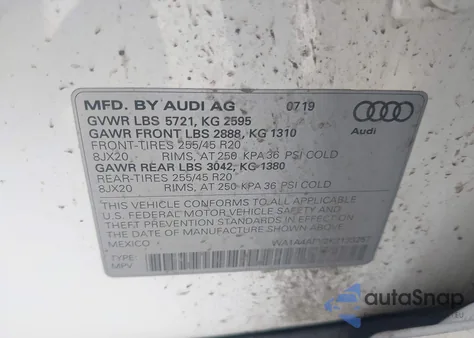 MFD. BY AUDI AG 07/19
GVWR LBS 5721, KG 2595
GAWR FRONT LBS 2888, KG 1310
FRONT-TIRES 255/45 R20
8JX20 RIMS, AT 250 KPA 36 PSI COLD
GAWR REAR LBS 3042, KG 1380
REAR-TIRES 255/45 R20
8JX20 RIMS, AT 250 KPA 36 PSI COLD
Audi
THIS VEHICLE CONFORMS TO ALL APPLICABLE
U.S. FEDERAL MOTOR VEHICLE SAFETY AND
THEFT PREVENTION STANDARDS IN EFFECT ON
THE DATE OF MANUFACTURE SHOWN ABOVE.
MEXICO
TYPE:
MPV
autoSnap